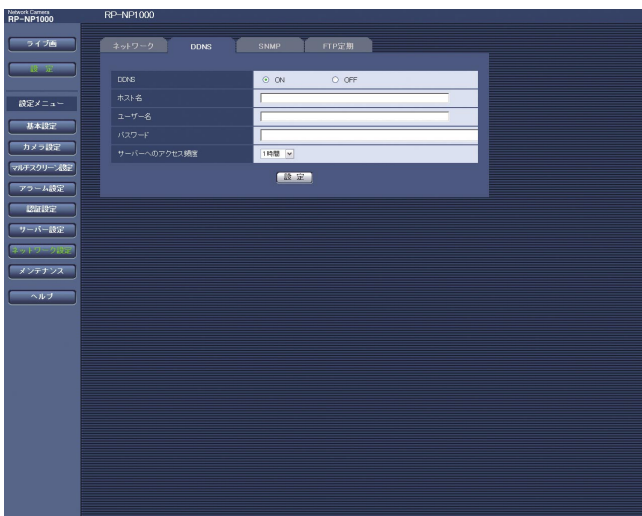 Network Camera
RP-NP1000
RP-NP1000
ライブ画
設 定
設定メニュー
基本設定
カメラ設定
マルチスクリーン設定
アラーム設定
認証設定
サーバー設定
ネットワーク設定
メンテナンス
ヘルプ
ネットワーク DDNS SNMP FTP定期
DDNS ON OFF
ホスト名
ユーザー名
パスワード
サーバーへのアクセス頻度 1時間
設 定